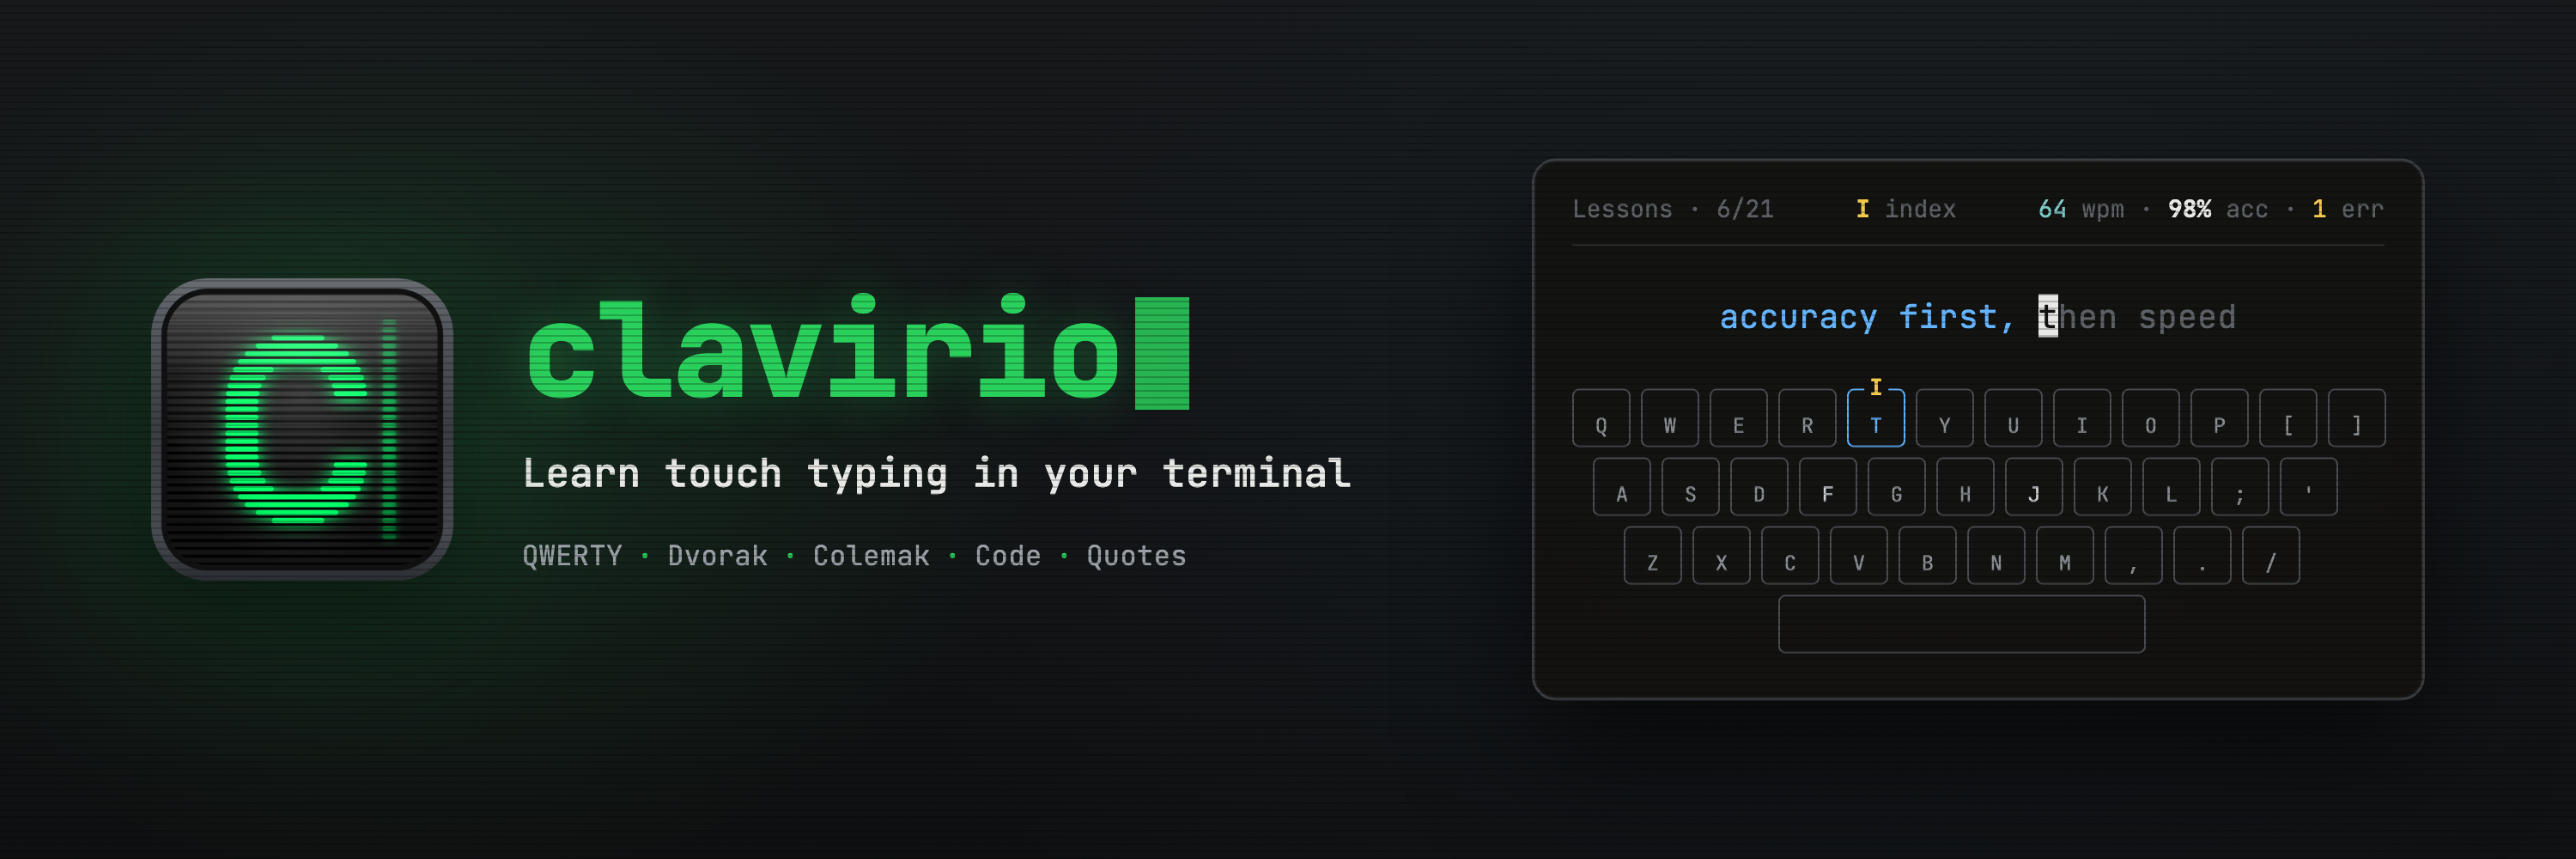 C
clavirio
Learn touch typing in your terminal
QWERTY · Dvorak · Colemak · Code · Quotes
Lessons · 6/21 I index 64 wpm · 98% acc · 1 err
accuracy first, then speed
I
Q W E R T Y U I O P [ ]
A S D F G H J K L ; '
Z X C V B N M , . /